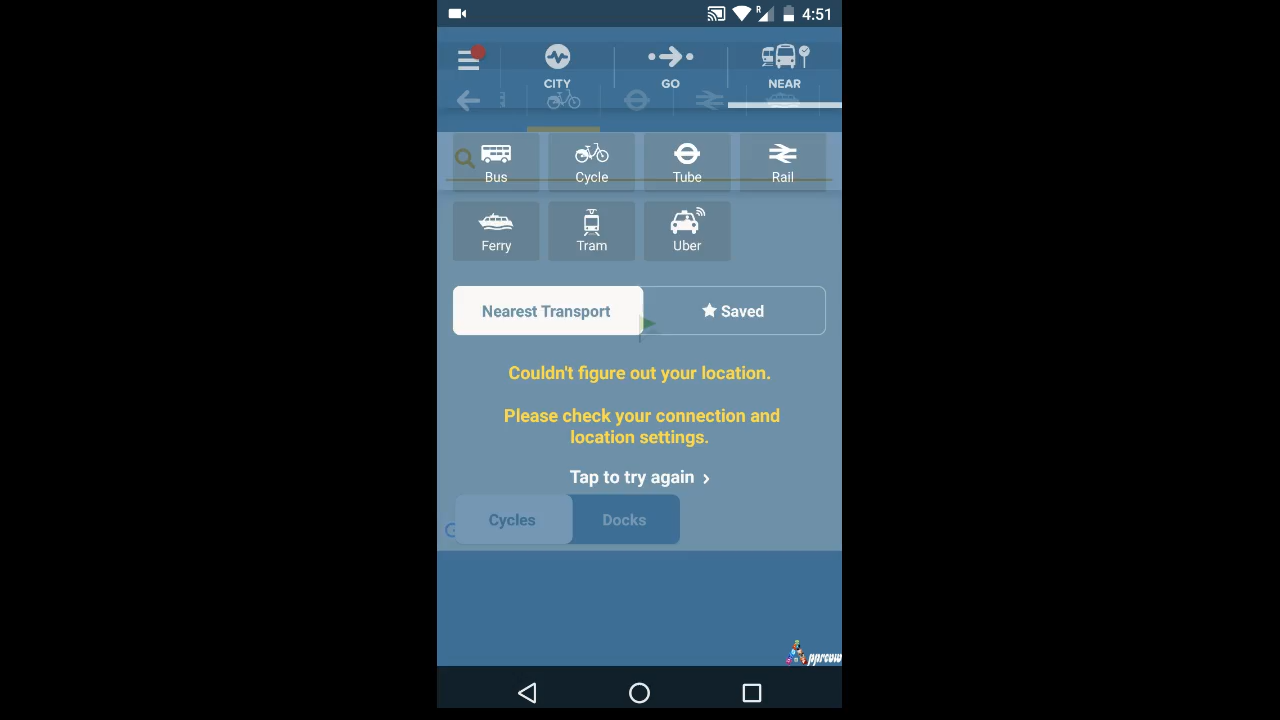 R 4:51
CITY GO NEAR
Bus Cycle Tube Rail
Ferry Tram Uber
Nearest Transport Saved
Couldn't figure out your location.
Please check your connection and
location settings.
Tap to try again
Cycles Docks